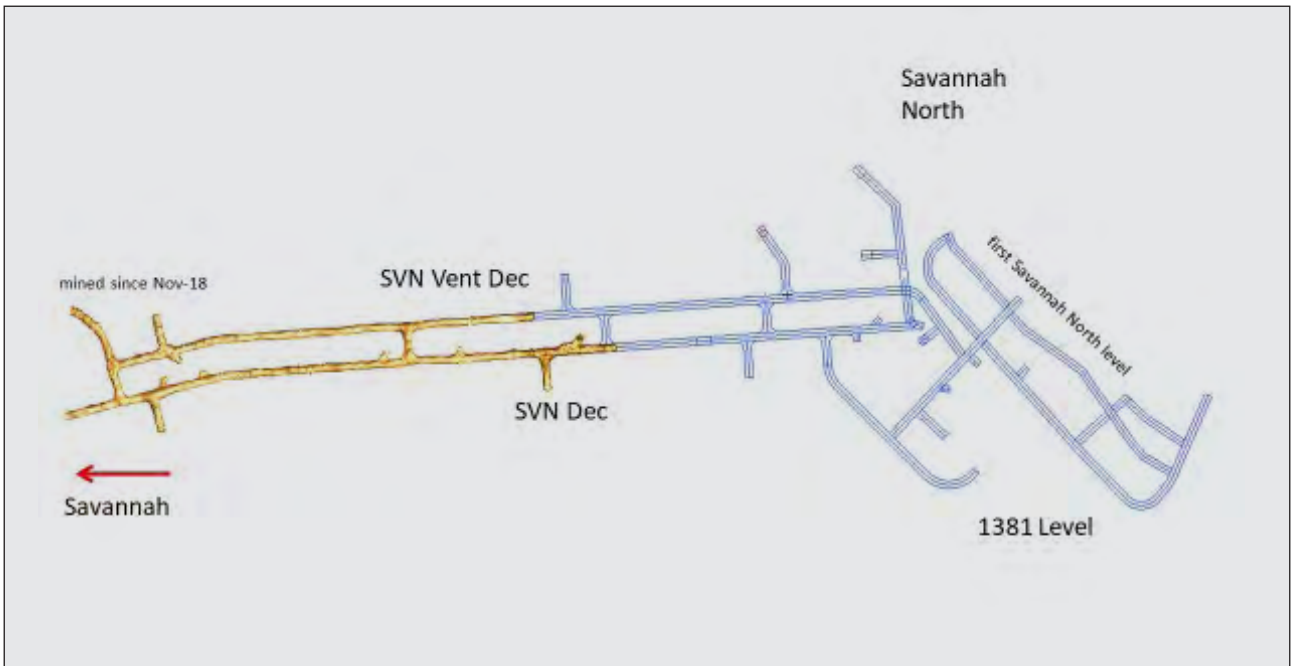 Savannah
North
first Savannah North level
mined since Nov-18
SVN Vent Dec
SVN Dec
Savannah
1381 Level